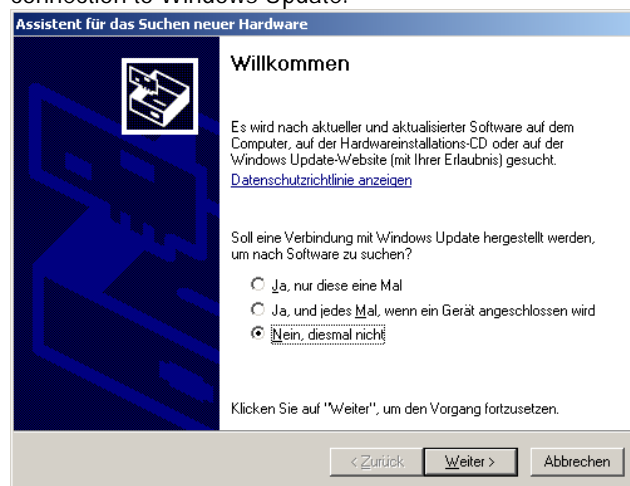 connection to Windows Update.
Assistent für das Suchen neuer Hardware
Willkommen
Es wird nach aktueller und aktualisierter Software auf dem
Computer, auf der Hardwareinstallations-CD oder auf der
Windows Update-Website (mit Ihrer Erlaubnis) gesucht.
Datenschutzrichtlinie anzeigen
Soll eine Verbindung mit Windows Update hergestellt werden,
um nach Software zu suchen?
Ja, nur diese eine Mal
Ja, und jedes Mal, wenn ein Gerät angeschlossen wird
Nein, diesmal nicht
Klicken Sie auf "Weiter", um den Vorgang fortzusetzen.
< Zurück Weiter > Abbrechen